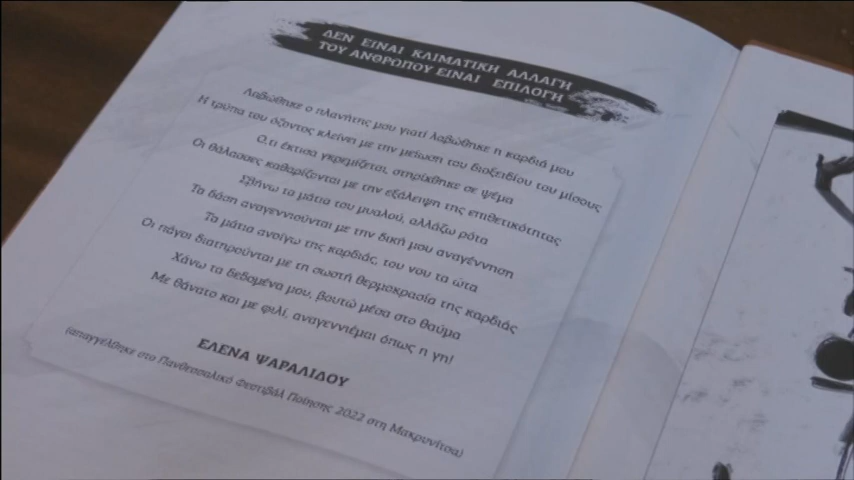 ΔΕΝ ΕΙΝΑΙ ΚΛΙΜΑΤΙΚΗ ΑΛΛΑΓΗ
ΤΟΥ ΑΝΘΡΩΠΟΥ ΕΙΝΑΙ ΕΠΙΛΟΓΗ
Λαβώθηκε ο πλανήτης μου γιατί λαβώθηκε η καρδιά μου
Η τρύπα του όζοντος κλείνει με την μείωση του διοξειδίου του μίσους
Ό,τι έκτισα γκρεμίζεται, στηρίχθηκε σε ψέμα
Οι θάλασσες καθαρίζονται με την εξάλειψη της επιθετικότητας
Σβήνω τα μάτια του μυαλού, αλλάζω ρότα
Τα δάση αναγεννιούνται με την δική μου αναγέννηση
Τα μάτια ανοίγω της καρδιάς, του νου τα ώτα
Οι πάγοι διατηρούνται με τη σωστή θερμοκρασία της καρδιάς
Χάνω τα δεδομένα μου, βουτώ μέσα στο θαύμα
Με θάνατο και με φιλί, αναγεννιέμαι όπως η γη!
ΕΛΕΝΑ ΨΑΡΑΛΙΔΟΥ
(απαγγέλθηκε στο Πανθεσσαλικό Φεστιβάλ Ποίησης 2022 στη Μακρυνίτσα)